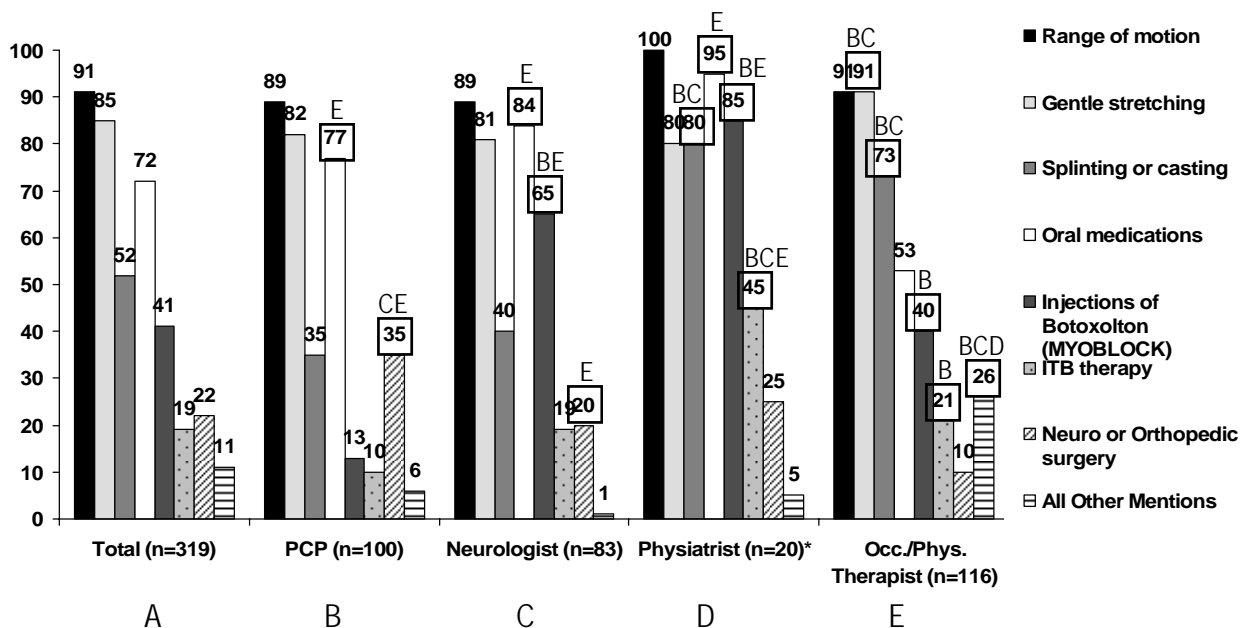 100
90
80
70
60
50
40
30
20
10
0
91
85
52
72
41
19
22
11
89
82
35
E
77
13
10
CE
35
6
89
81
40
E
84
BE
65
19
E
20
1
100
80
BC
80
E
95
BE
85
BCE
45
25
5
91
BC
91
BC
73
53
B
40
B
21
10
BCD
26
Total (n=319)
PCP (n=100)
Neurologist (n=83)
Physiatrist (n=20)*
Occ./Phys.
Therapist (n=116)
A
B
C
D
E
Range of motion
Gentle stretching
Splinting or casting
Oral medications
Injections of
Botoxolton
(MYOBLOCK)
ITB therapy
Neuro or Orthopedic
surgery
All Other Mentions